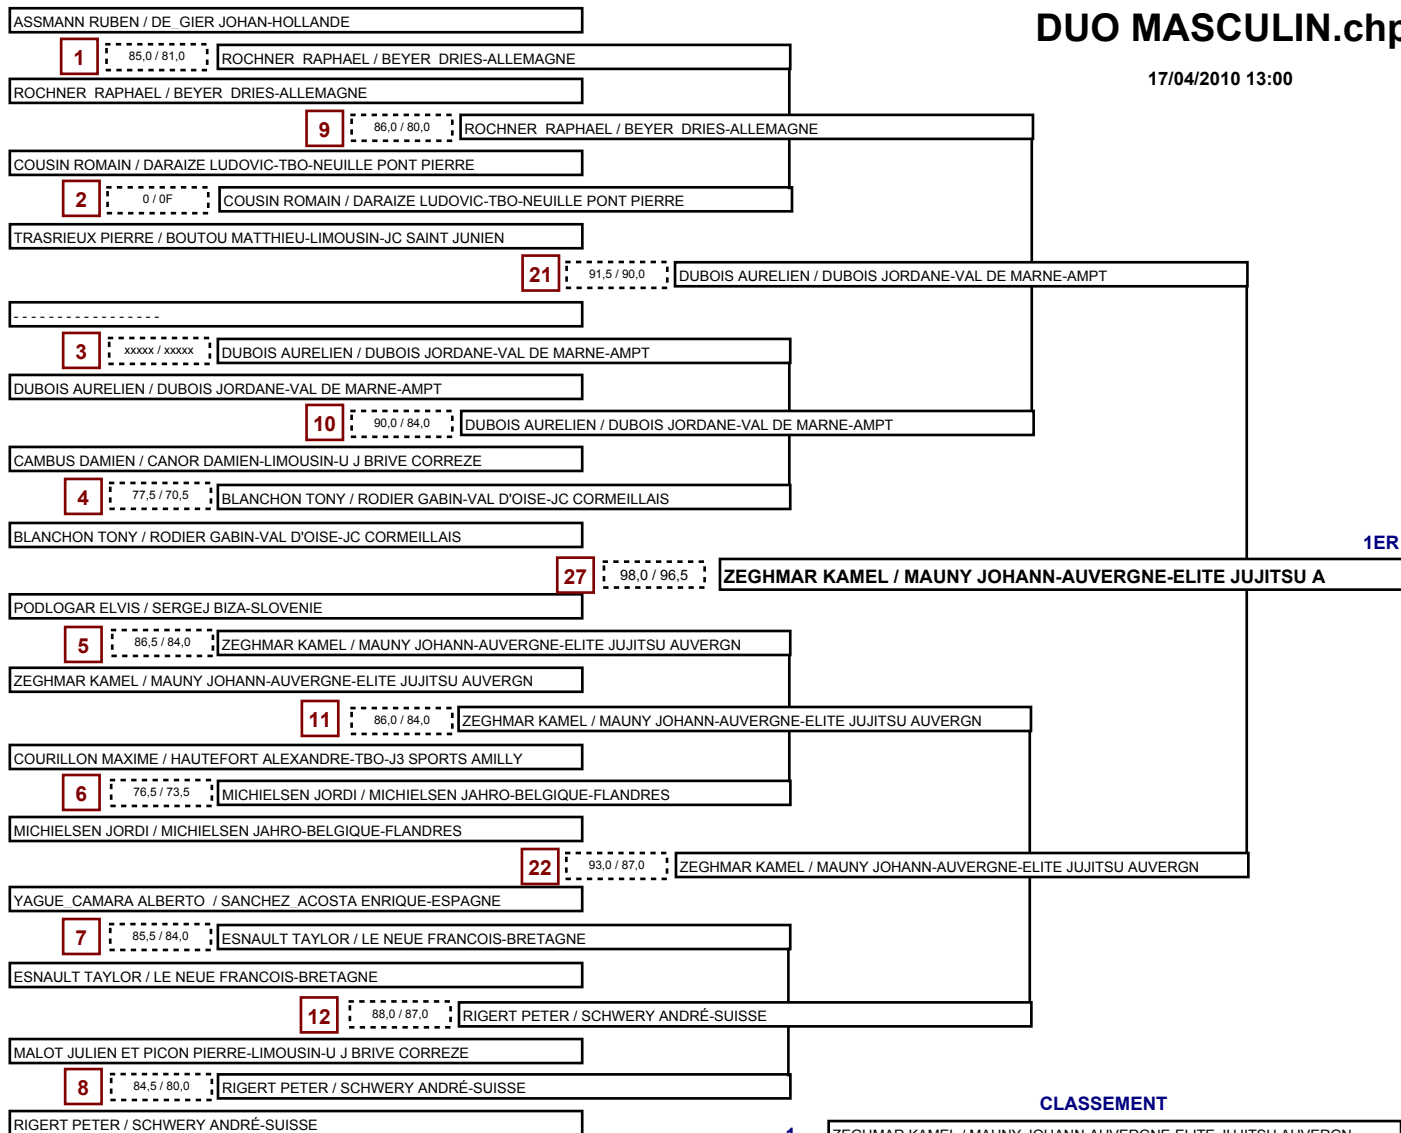 ASSMANN RUBEN / DE_GIER JOHAN-HOLLANDE
DUO MASCULIN.chp
1 85,0 / 81,0 ROCHNER RAPHAEL / BEYER DRIES-ALLEMAGNE
17/04/2010 13:00
ROCHNER RAPHAEL / BEYER DRIES-ALLEMAGNE
9 86,0 / 80,0 ROCHNER RAPHAEL / BEYER DRIES-ALLEMAGNE
COUSIN ROMAIN / DARAIZE LUDOVIC-TBO-NEUILLE PONT PIERRE
2 0 / 0F COUSIN ROMAIN / DARAIZE LUDOVIC-TBO-NEUILLE PONT PIERRE
TRASRIEUX PIERRE / BOUTOU MATTHIEU-LIMOUSIN-JC SAINT JUNIEN
21 91,5 / 90,0 DUBOIS AURELIEN / DUBOIS JORDANE-VAL DE MARNE-AMPT
- - - - - - - - - - - - - - - - -
3 xxxxx / xxxxx DUBOIS AURELIEN / DUBOIS JORDANE-VAL DE MARNE-AMPT
DUBOIS AURELIEN / DUBOIS JORDANE-VAL DE MARNE-AMPT
10 90,0 / 84,0 DUBOIS AURELIEN / DUBOIS JORDANE-VAL DE MARNE-AMPT
CAMBUS DAMIEN / CANOR DAMIEN-LIMOUSIN-U J BRIVE CORREZE
4 77,5 / 70,5 BLANCHON TONY / RODIER GABIN-VAL D'OISE-JC CORMEILLAIS
BLANCHON TONY / RODIER GABIN-VAL D'OISE-JC CORMEILLAIS
1ER
27 98,0 / 96,5 ZEGHMAR KAMEL / MAUNY JOHANN-AUVERGNE-ELITE JUJITSU A
PODLOGAR ELVIS / SERGEJ BIZA-SLOVENIE
5 86,5 / 84,0 ZEGHMAR KAMEL / MAUNY JOHANN-AUVERGNE-ELITE JUJITSU AUVERGN
ZEGHMAR KAMEL / MAUNY JOHANN-AUVERGNE-ELITE JUJITSU AUVERGN
11 86,0 / 84,0 ZEGHMAR KAMEL / MAUNY JOHANN-AUVERGNE-ELITE JUJITSU AUVERGN
COURILLON MAXIME / HAUTEFORT ALEXANDRE-TBO-J3 SPORTS AMILLY
6 76,5 / 73,5 MICHIELSEN JORDI / MICHIELSEN JAHRO-BELGIQUE-FLANDRES
MICHIELSEN JORDI / MICHIELSEN JAHRO-BELGIQUE-FLANDRES
22 93,0 / 87,0 ZEGHMAR KAMEL / MAUNY JOHANN-AUVERGNE-ELITE JUJITSU AUVERGN
YAGUE_CAMARA ALBERTO / SANCHEZ_ACOSTA ENRIQUE-ESPAGNE
7 85,5 / 84,0 ESNAULT TAYLOR / LE NEUE FRANCOIS-BRETAGNE
ESNAULT TAYLOR / LE NEUE FRANCOIS-BRETAGNE
12 88,0 / 87,0 RIGERT PETER / SCHWERY ANDRÉ-SUISSE
MALOT JULIEN ET PICON PIERRE-LIMOUSIN-U J BRIVE CORREZE
8 84,5 / 80,0 RIGERT PETER / SCHWERY ANDRÉ-SUISSE
CLASSEMENT
RIGERT PETER / SCHWERY ANDRÉ-SUISSE
1 ZEGHMAR KAMEL / MAUNY JOHANN-AUVERGNE-ELITE JUJITSU AUVERGN